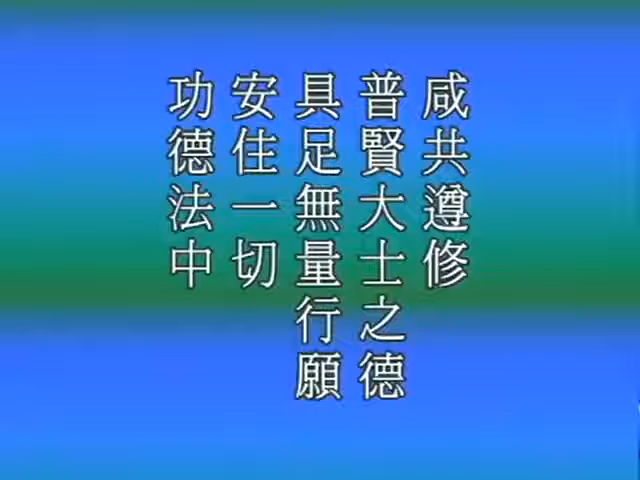 咸共遵修
普賢大士之德
具足無量行願
安住一切
功德法中